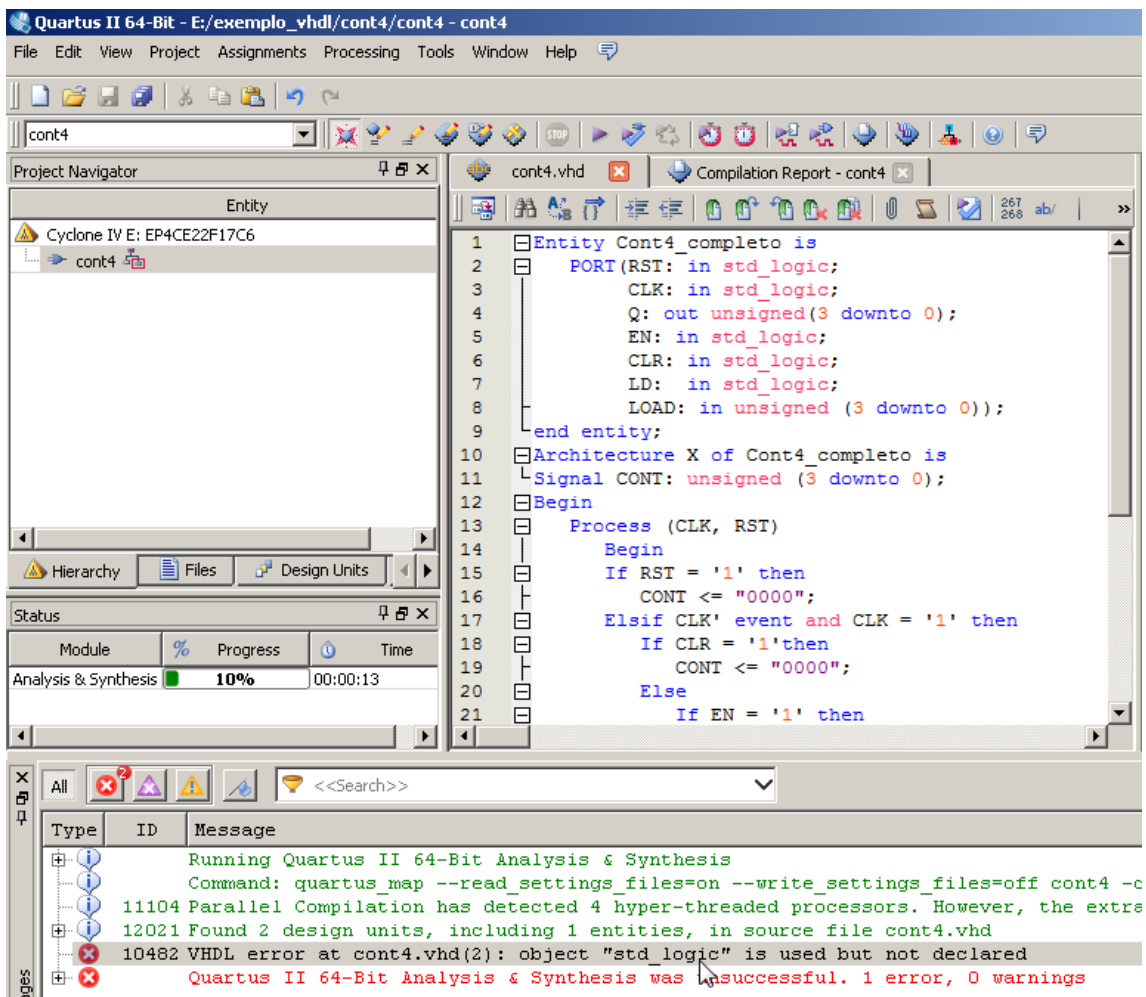 Quartus II 64-Bit - E:/exemplo_vhdl/cont4/cont4 - cont4
File Edit View Project Assignments Processing Tools Window Help
cont4
STOP
Project Navigator
Entity
Cyclone IV E: EP4CE22F17C6
cont4
Hierarchy Files Design Units
Status
Module % Progress Time
Analysis & Synthesis 10% 00:00:13
cont4.vhd Compilation Report - cont4
267 268 ab/ »
1 Entity Cont4_completo is
2 PORT(RST: in std_logic;
3 CLK: in std_logic;
4 Q: out unsigned(3 downto 0);
5 EN: in std_logic;
6 CLR: in std_logic;
7 LD: in std_logic;
8 LOAD: in unsigned (3 downto 0));
9 end entity;
10 Architecture X of Cont4_completo is
11 Signal CONT: unsigned (3 downto 0);
12 Begin
13 Process (CLK, RST)
14 Begin
15 If RST = '1' then
16 CONT <= "0000";
17 Elsif CLK' event and CLK = '1' then
18 If CLR = '1'then
19 CONT <= "0000";
20 Else
21 If EN = '1' then
All 2 <<Search>>
Type ID Message
Running Quartus II 64-Bit Analysis & Synthesis
Command: quartus_map --read_settings_files=on --write_settings_files=off cont4 -c
11104 Parallel Compilation has detected 4 hyper-threaded processors. However, the extra
12021 Found 2 design units, including 1 entities, in source file cont4.vhd
10482 VHDL error at cont4.vhd(2): object "std_logic" is used but not declared
Quartus II 64-Bit Analysis & Synthesis was unsuccessful. 1 error, 0 warnings